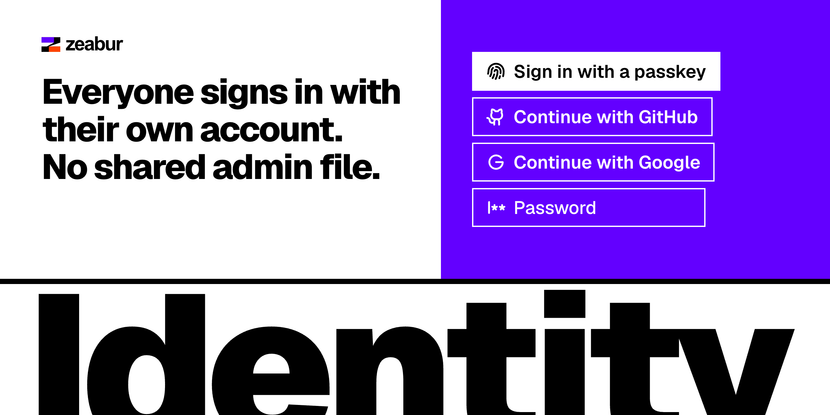 zeabur
Everyone signs in with
their own account.
No shared admin file.
Sign in with a passkey
Continue with GitHub
Continue with Google
Password
Identity